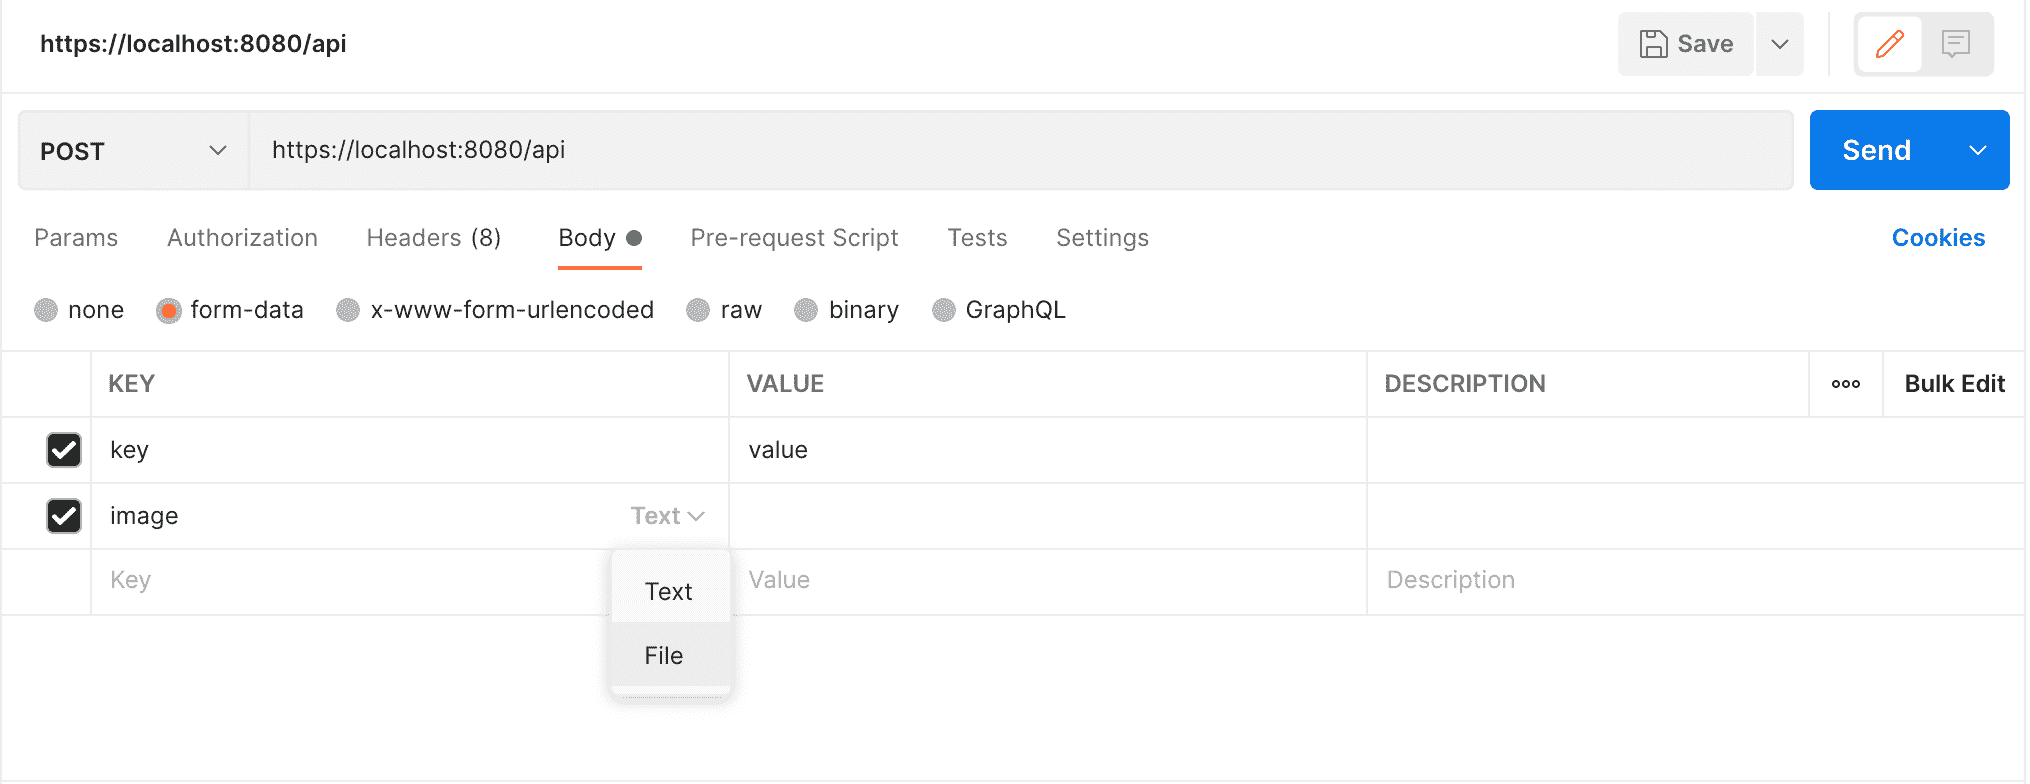 https://localhost:8080/api
Save
POST
https://localhost:8080/api
Send
Params Authorization Headers (8) Body Pre-request Script Tests Settings Cookies
none form-data x-www-form-urlencoded raw binary GraphQL
KEY VALUE DESCRIPTION Bulk Edit
key value
image Text
Key Value Description
Text
File